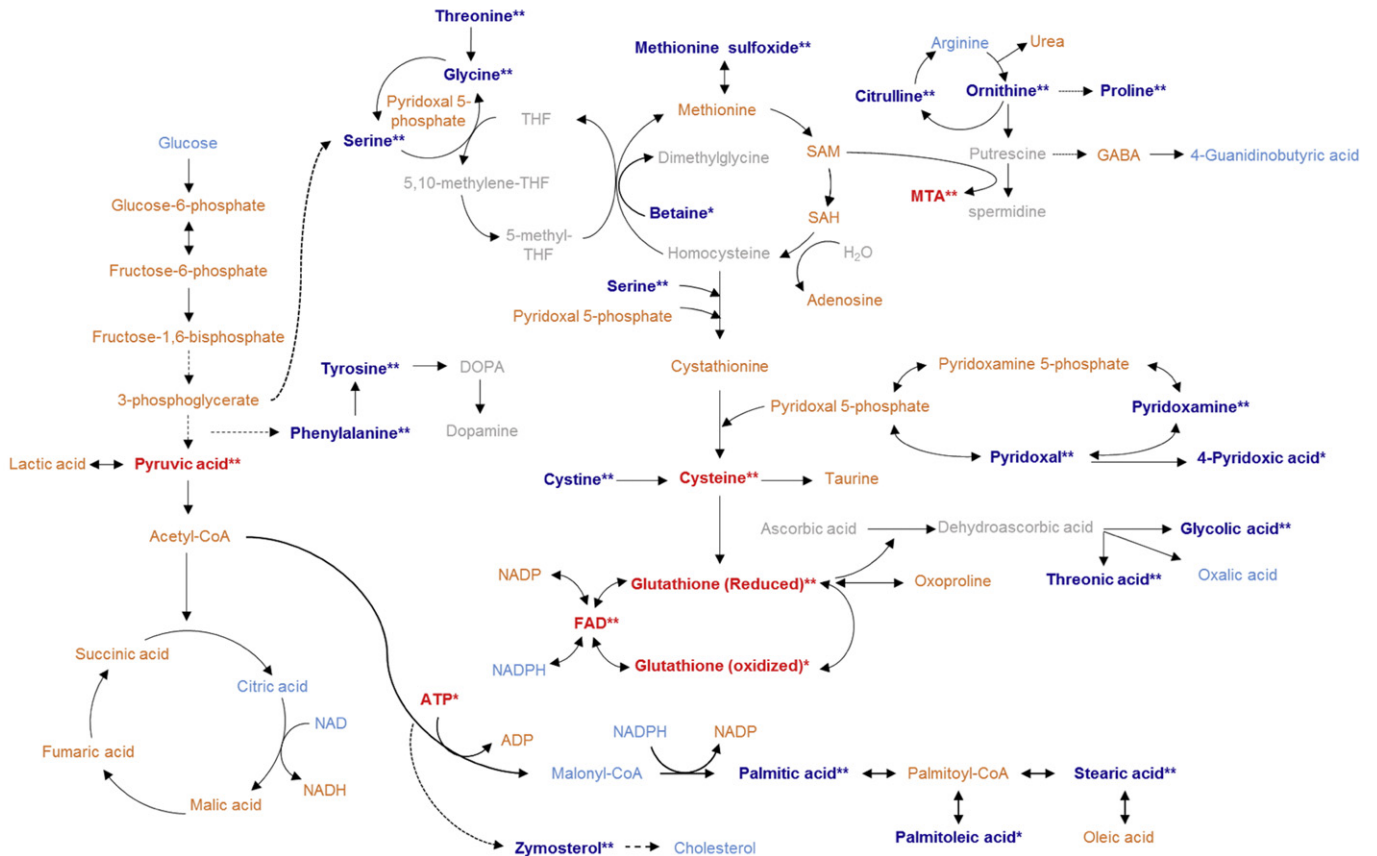 Threonine**
Methionine sulfoxide**
Arginine
Urea
Glycine**
Citrulline**
Ornithine**
Proline**
Pyridoxal 5-
phosphate
Methionine
THF
Serine**
Glucose
Dimethylglycine
SAM
Putrescine
GABA
4-Guanidinobutyric acid
5,10-methylene-THF
MTA**
spermidine
Glucose-6-phosphate
Betaine*
SAH
5-methyl-
THF
Homocysteine
H2O
Fructose-6-phosphate
Serine**
Adenosine
Pyridoxal 5-phosphate
Fructose-1,6-bisphosphate
Tyrosine**
DOPA
Cystathionine
Pyridoxamine 5-phosphate
3-phosphoglycerate
Pyridoxal 5-phosphate
Pyridoxamine**
Phenylalanine**
Dopamine
Lactic acid
Pyruvic acid**
Pyridoxal**
4-Pyridoxic acid*
Cystine**
Cysteine**
Taurine
Acetyl-CoA
Ascorbic acid
Dehydroascorbic acid
Glycolic acid**
NADP
Glutathione (Reduced)**
Oxoproline
Threonic acid**
Oxalic acid
FAD**
Succinic acid
NADPH
Glutathione (oxidized)*
Citric acid
ATP*
NAD
NADPH
NADP
Fumaric acid
ADP
Malonyl-CoA
Palmitic acid**
Palmitoyl-CoA
Stearic acid**
NADH
Malic acid
Palmitoleic acid*
Oleic acid
Zymosterol**
Cholesterol